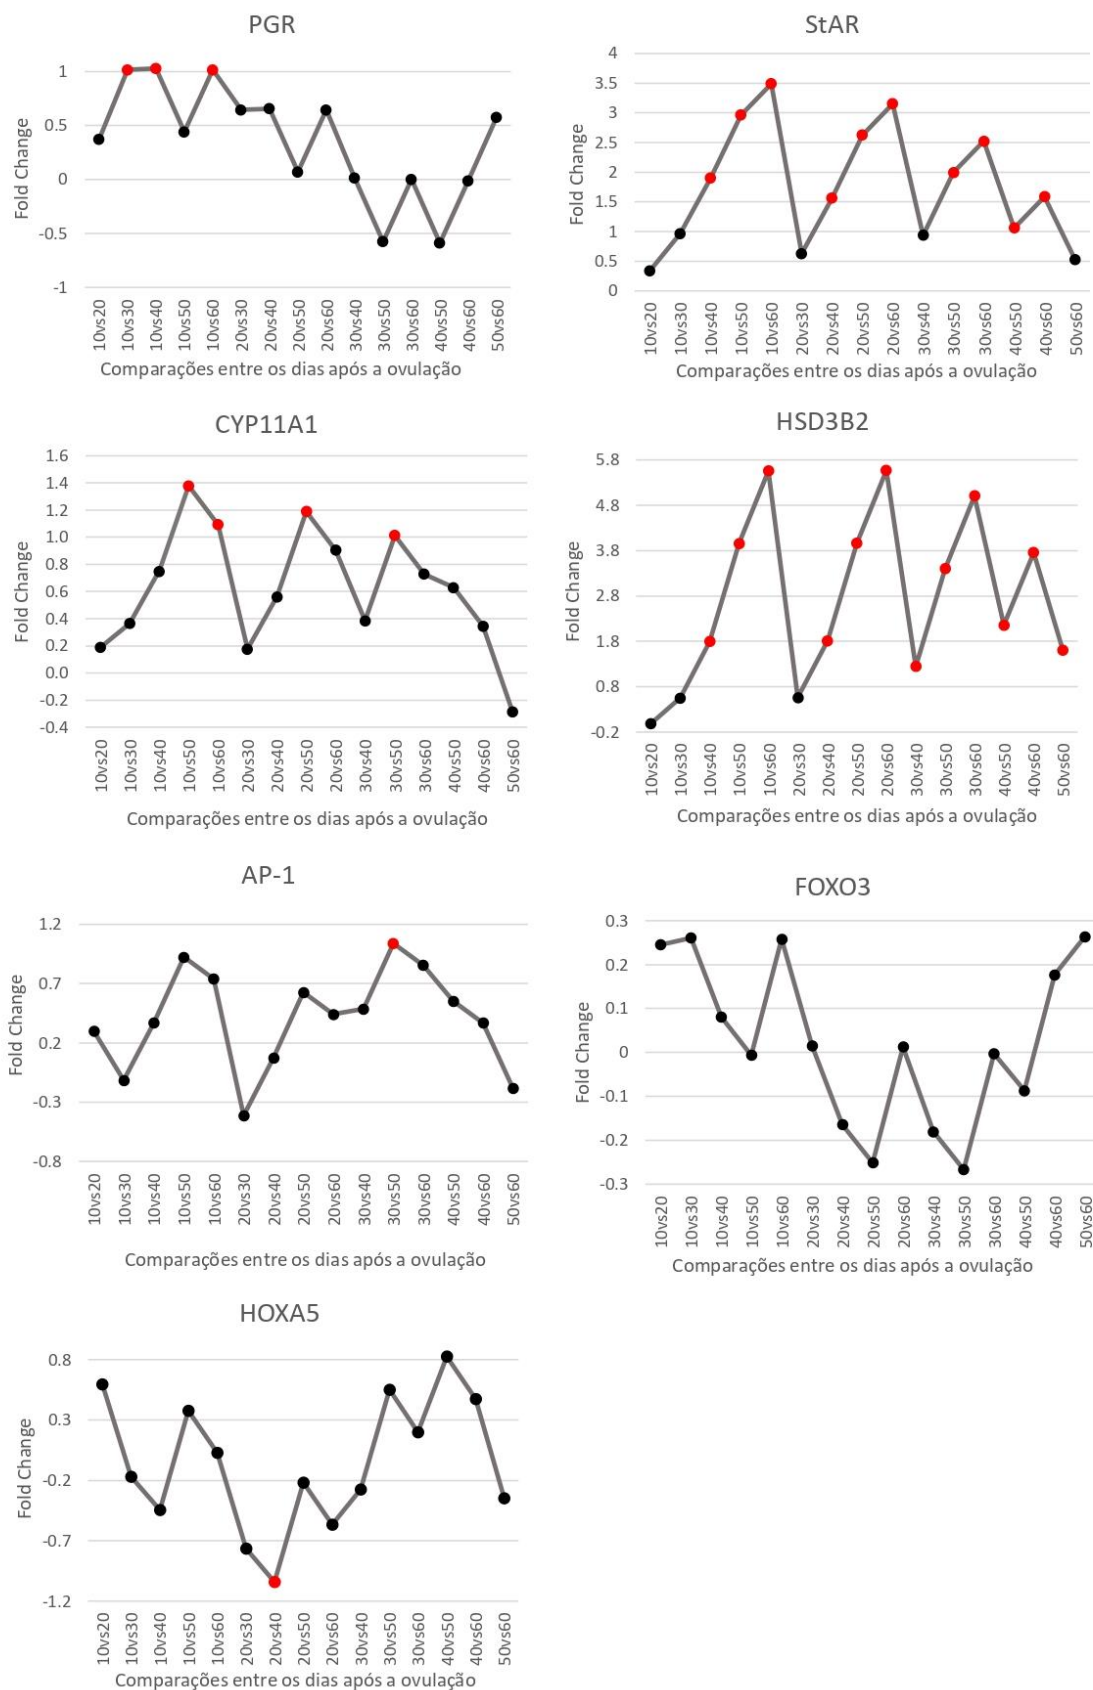 PGR
1
0.5
0
-0.5
-1
Fold Change
10vs20
10vs30
10vs40
10vs50
10vs60
20vs30
20vs40
20vs50
20vs60
30vs40
30vs50
30vs60
40vs50
40vs60
50vs60
Comparações entre os dias após a ovulação
StAR
4
3.5
3
2.5
2
1.5
1
0.5
0
Fold Change
10vs20
10vs30
10vs40
10vs50
10vs60
20vs30
20vs40
20vs50
20vs60
30vs40
30vs50
30vs60
40vs50
40vs60
50vs60
Comparações entre os dias após a ovulação
CYP11A1
1.6
1.4
1.2
1.0
0.8
0.6
0.4
0.2
0.0
-0.2
-0.4
Fold Change
10vs20
10vs30
10vs40
10vs50
10vs60
20vs30
20vs40
20vs50
20vs60
30vs40
30vs50
30vs60
40vs50
40vs60
50vs60
Comparações entre os dias após a ovulação
HSD3B2
5.8
4.8
3.8
2.8
1.8
0.8
-0.2
Fold Change
10vs20
10vs30
10vs40
10vs50
10vs60
20vs30
20vs40
20vs50
20vs60
30vs40
30vs50
30vs60
40vs50
40vs60
50vs60
Comparações entre os dias após a ovulação
AP-1
1.2
0.7
0.2
-0.3
-0.8
Fold Change
10vs20
10vs30
10vs40
10vs50
10vs60
20vs30
20vs40
20vs50
20vs60
30vs40
30vs50
30vs60
40vs50
40vs60
50vs60
Comparações entre os dias após a ovulação
FOXO3
0.3
0.2
0.1
0
-0.1
-0.2
-0.3
Fold Change
10vs20
10vs30
10vs40
10vs50
10vs60
20vs30
20vs40
20vs50
20vs60
30vs40
30vs50
30vs60
40vs50
40vs60
50vs60
Comparações entre os dias após a ovulação
HOXA5
0.8
0.3
-0.2
-0.7
-1.2
Fold Change
10vs20
10vs30
10vs40
10vs50
10vs60
20vs30
20vs40
20vs50
20vs60
30vs40
30vs50
30vs60
40vs50
40vs60
50vs60
Comparações entre os dias após a ovulação